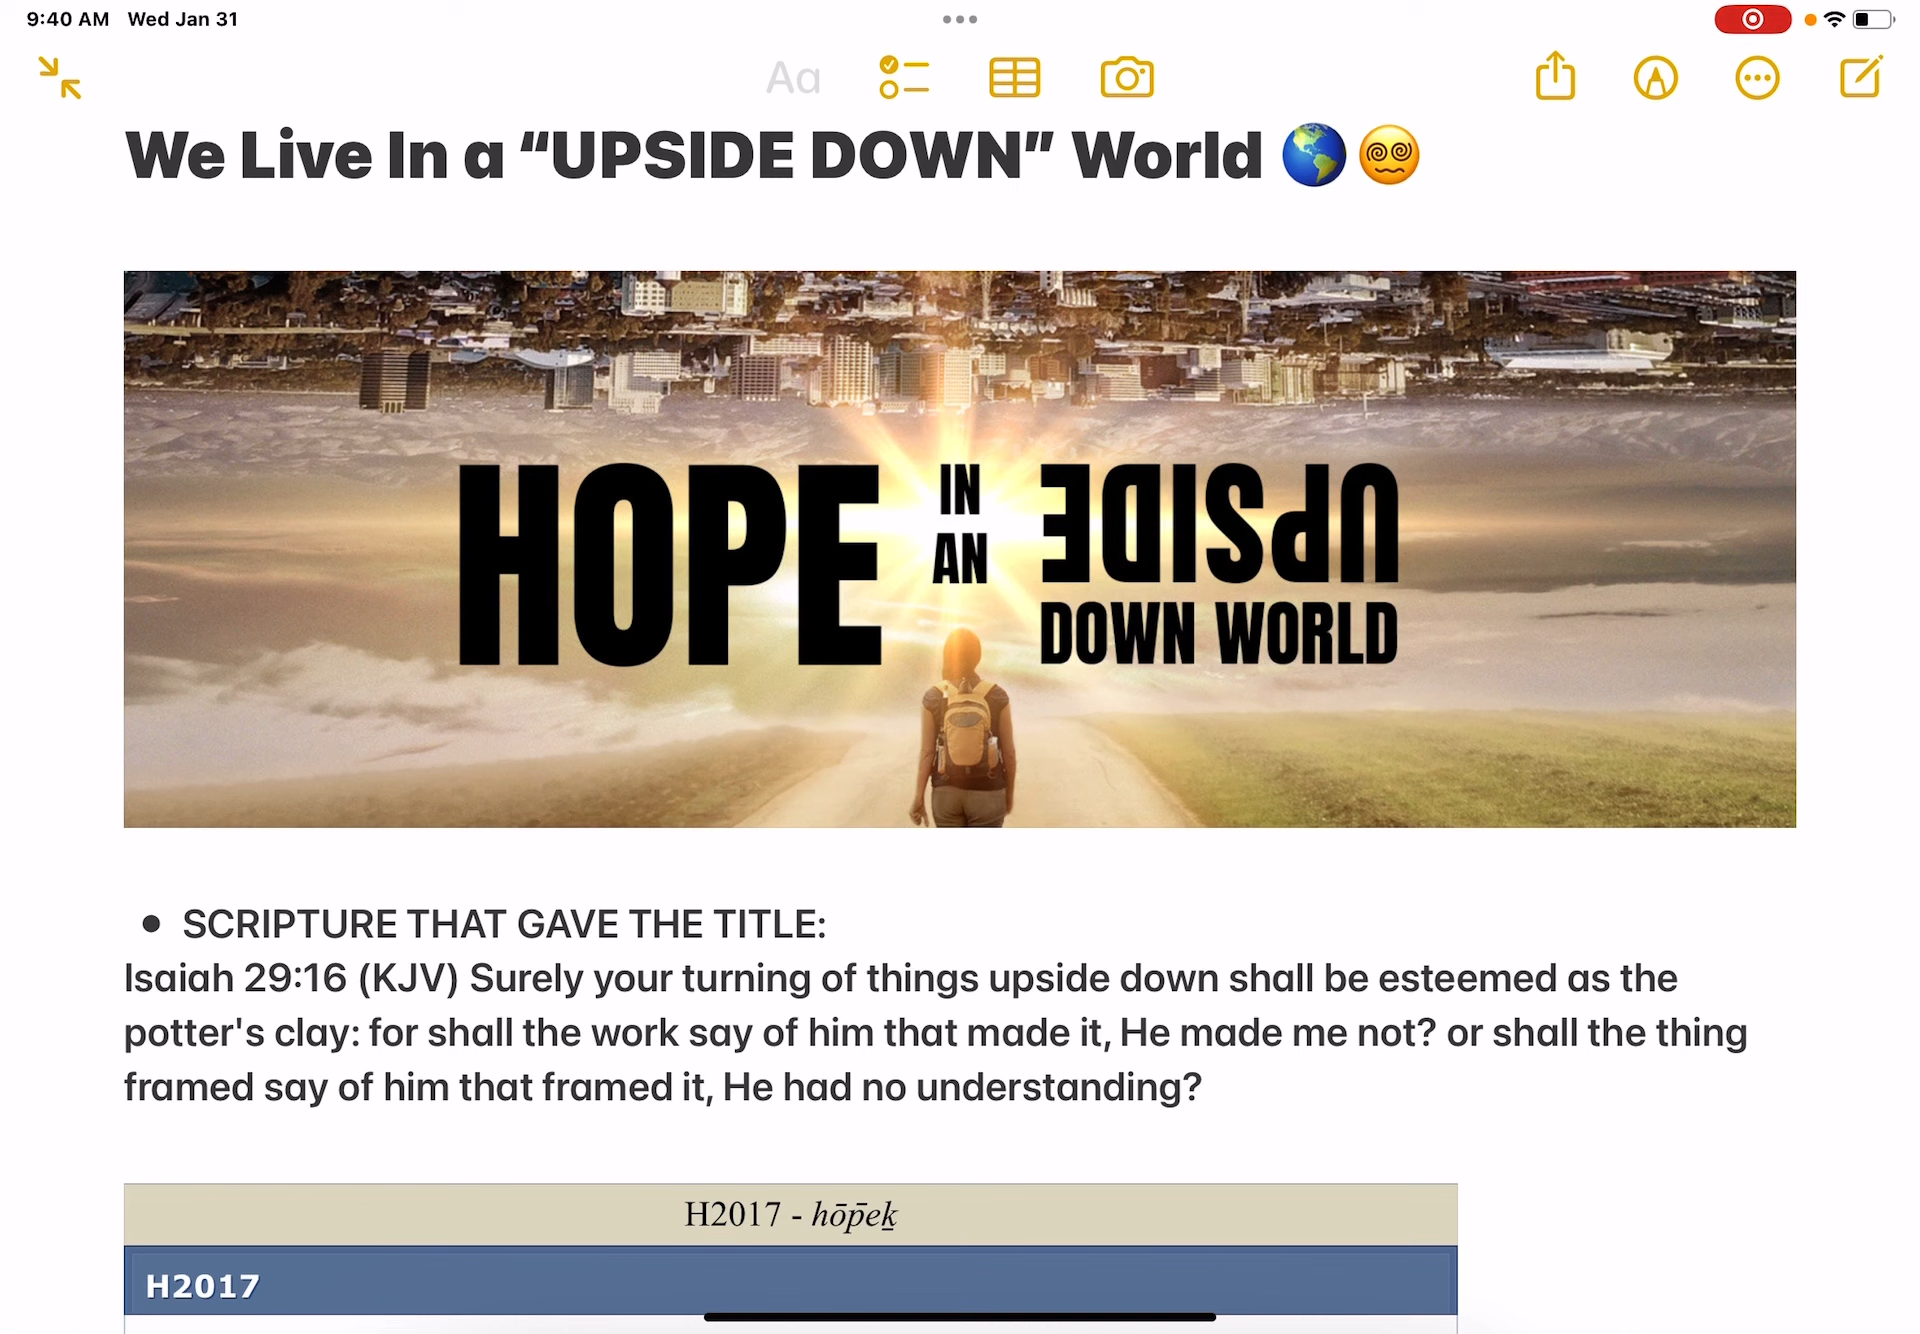 9:40 AM Wed Jan 31
Aa
We Live In a “UPSIDE DOWN” World 🌎 😵‍💫
HOPE
IN
AN
UPSIDE
DOWN WORLD
• SCRIPTURE THAT GAVE THE TITLE:
Isaiah 29:16 (KJV) Surely your turning of things upside down shall be esteemed as the
potter's clay: for shall the work say of him that made it, He made me not? or shall the thing
framed say of him that framed it, He had no understanding?
H2017 - hōp̄eḵ
H2017